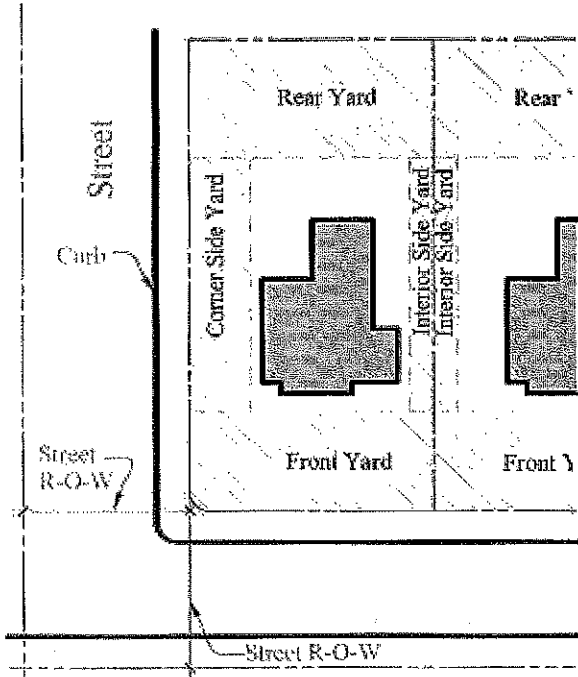 Rear Yard
Rear
Street
Corner Side Yard
Interior Side Yard
Interior Side Yard
Curb
Street
R-O-W
Front Yard
Front Y
Street R-O-W